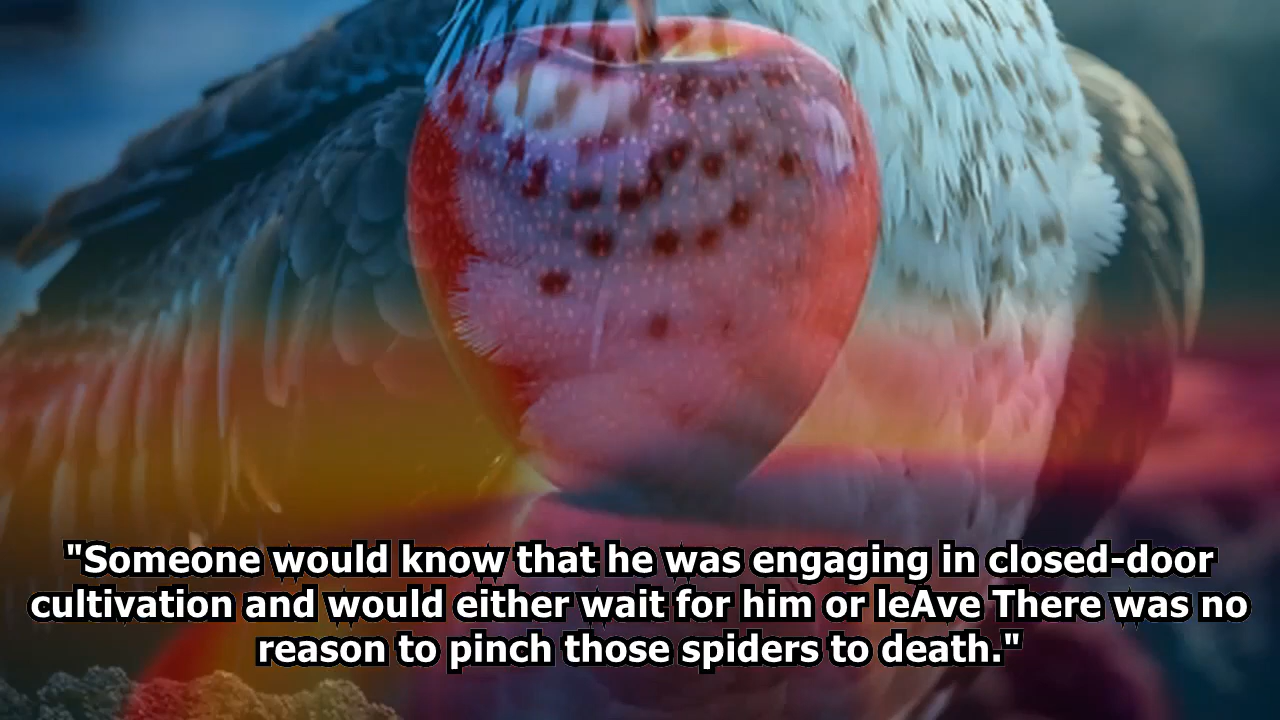 "Someone would know that he was engaging in closed-door
cultivation and would either wait for him or leAve There was no
reason to pinch those spiders to death."